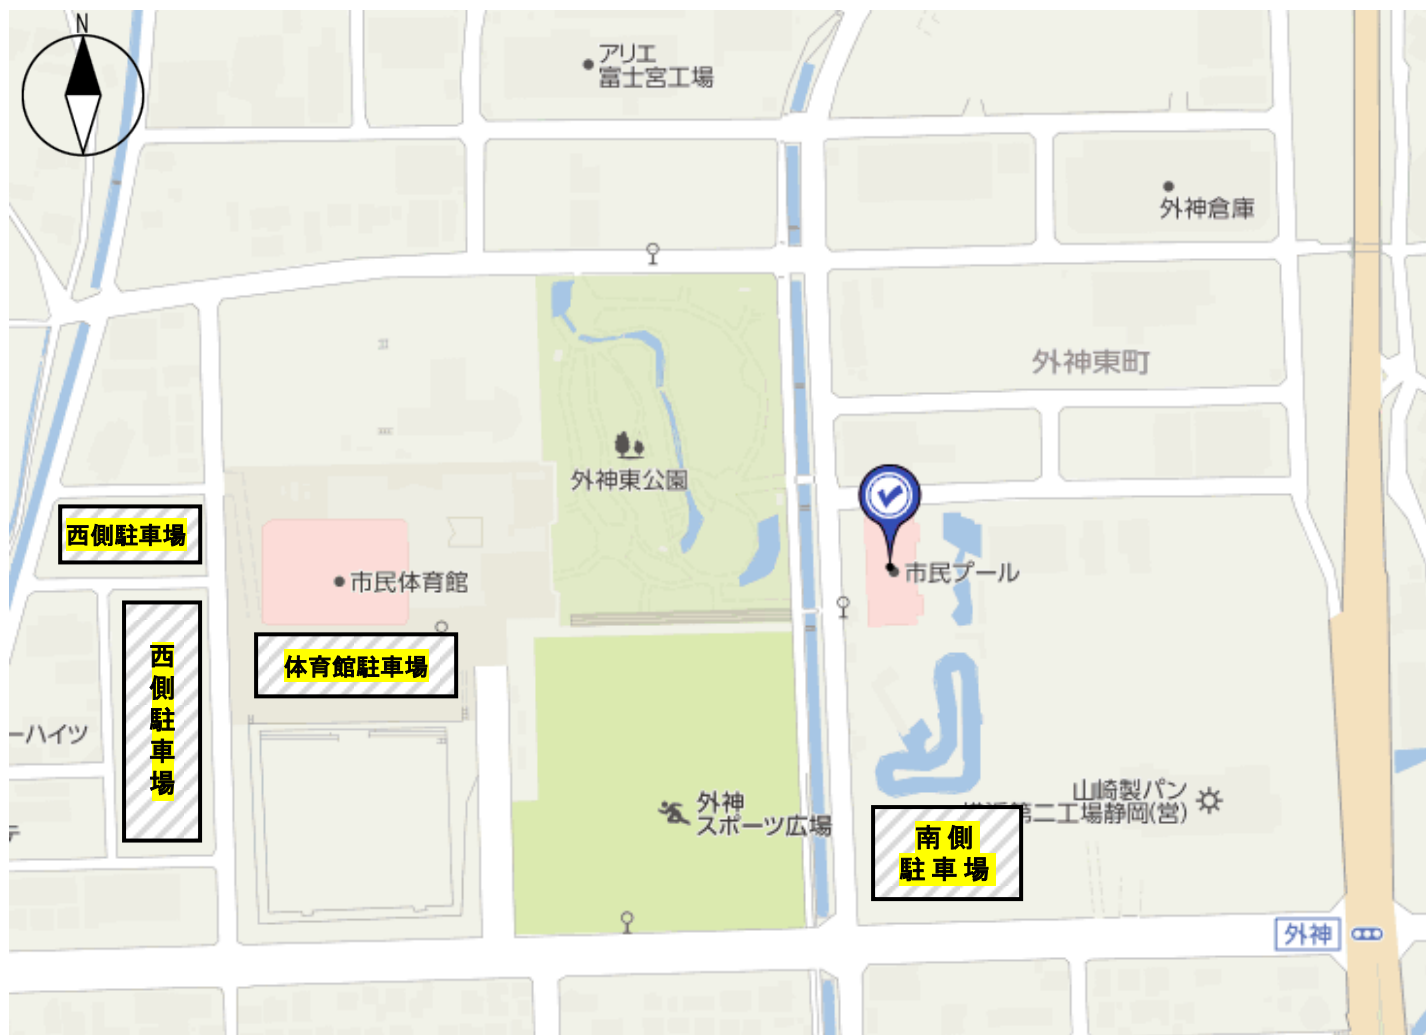 N
アリエ
富士宮工場
外神倉庫
外神東町
外神東公園
西側駐車場
市民体育館
市民プール
体育館駐車場
西側駐車場
ーハイツ
山崎製パン
第二工場静岡(営)
外神
スポーツ広場
テ
南側
駐車場
外神